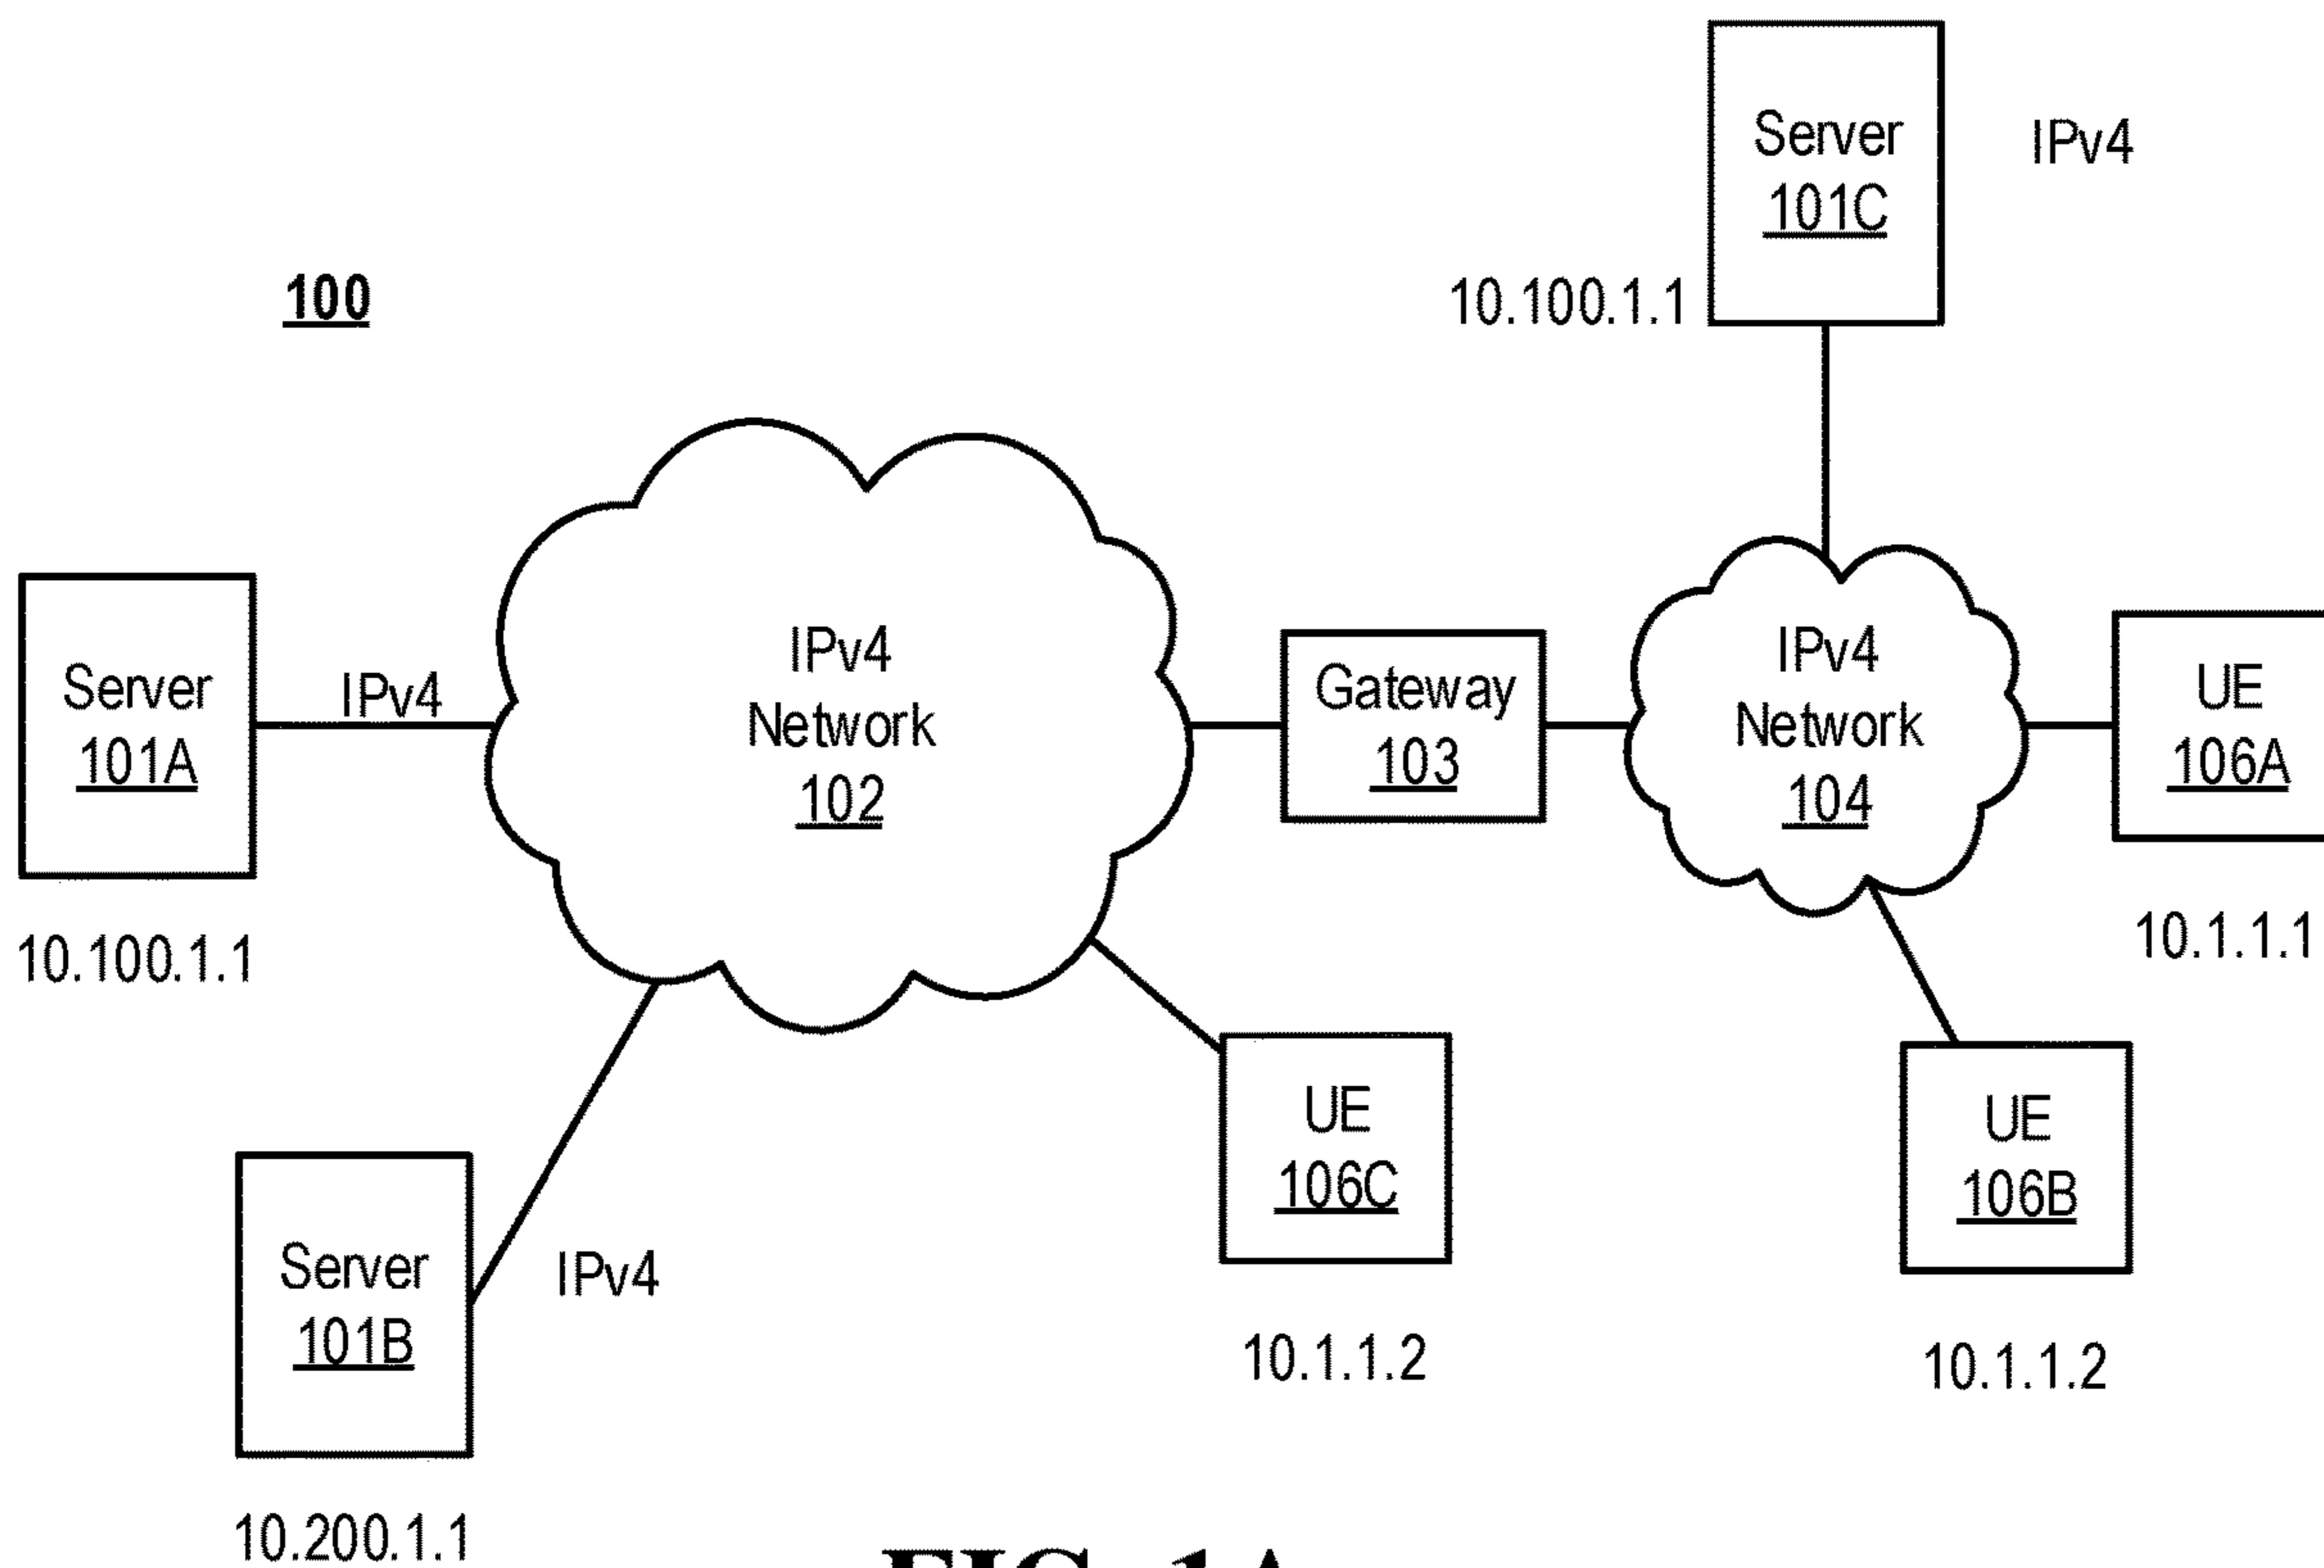 Server
101C
IPv4
10.100.1.1
100
Server
101A
IPv4
10.100.1.1
IPv4
Network
102
Gateway
103
IPv4
Network
104
UE
106A
10.1.1.1
UE
106C
10.1.1.2
UE
106B
10.1.1.2
Server
101B
IPv4
10.200.1.1
FIG. 1A